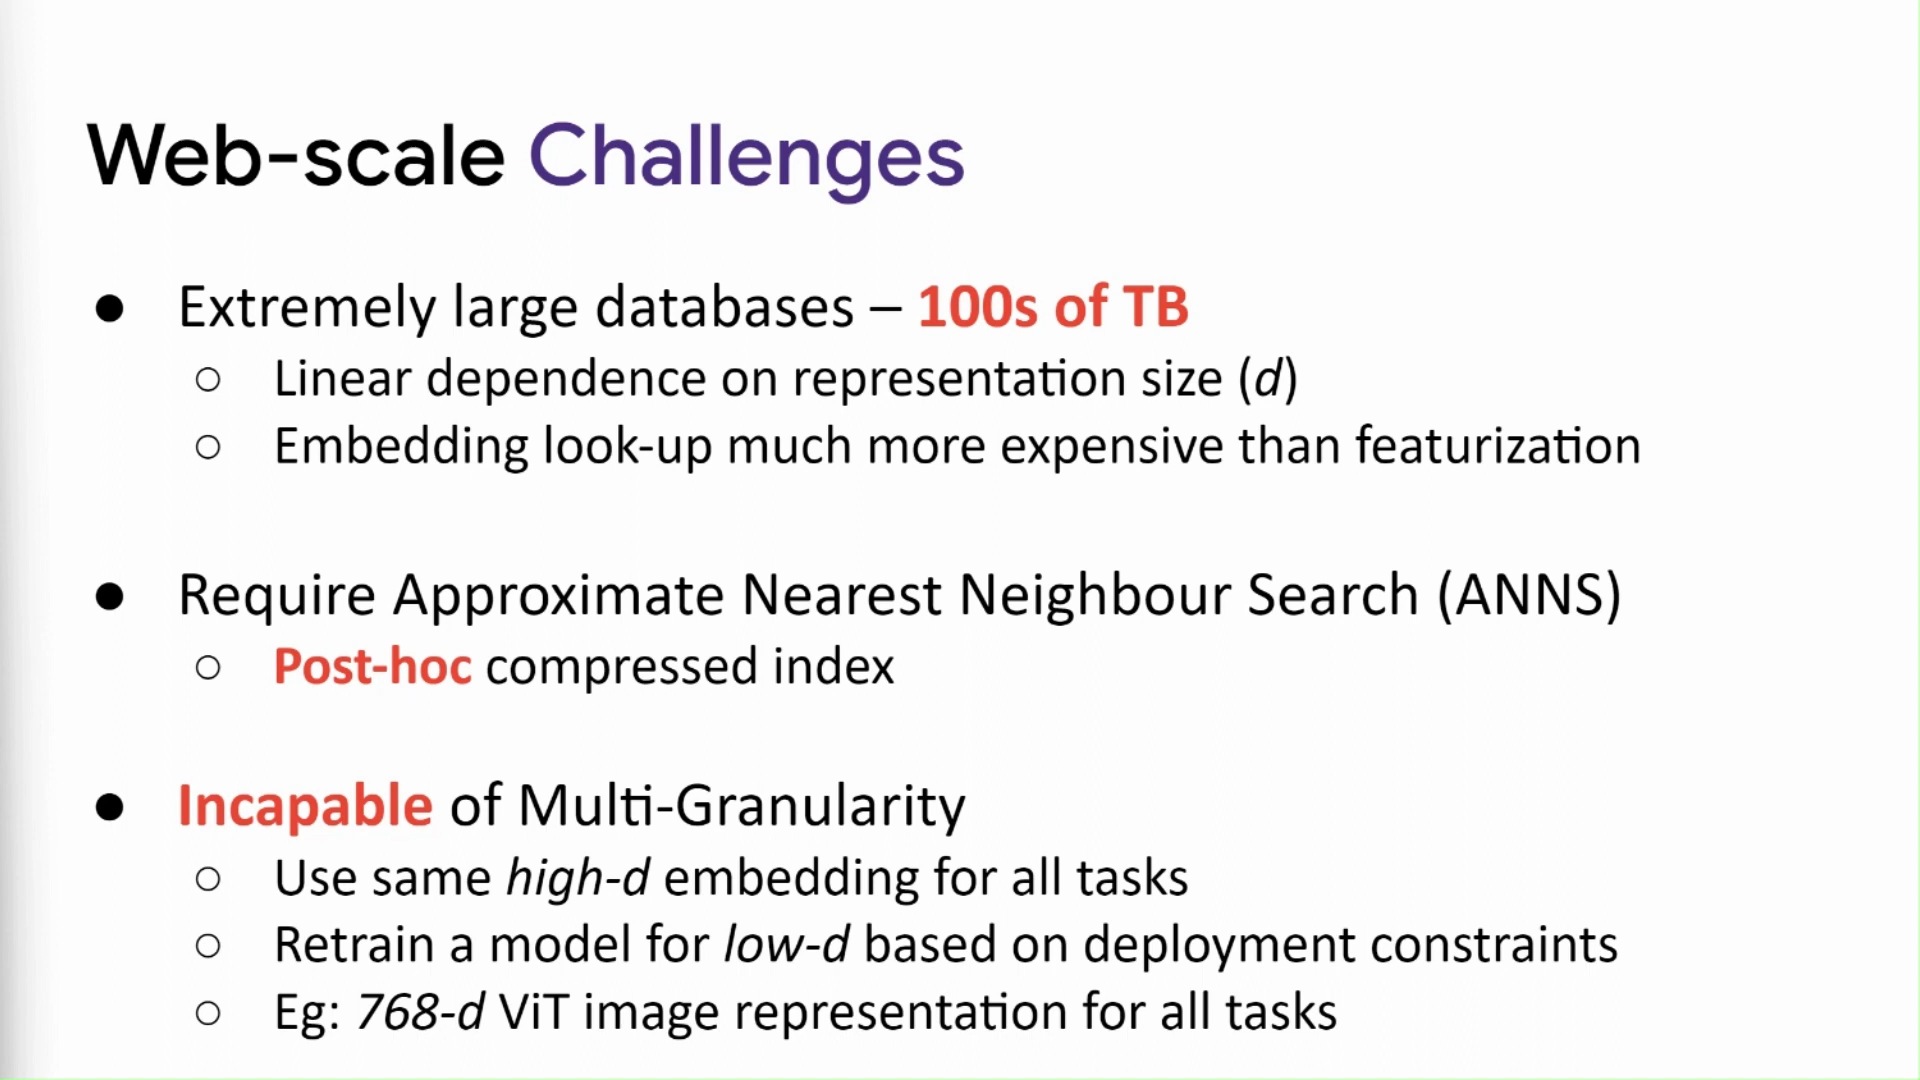 Web-scale Challenges
● Extremely large databases – 100s of TB
○ Linear dependence on representation size (d)
○ Embedding look-up much more expensive than featurization
● Require Approximate Nearest Neighbour Search (ANNS)
○ Post-hoc compressed index
● Incapable of Multi-Granularity
○ Use same high-d embedding for all tasks
○ Retrain a model for low-d based on deployment constraints
○ Eg: 768-d ViT image representation for all tasks